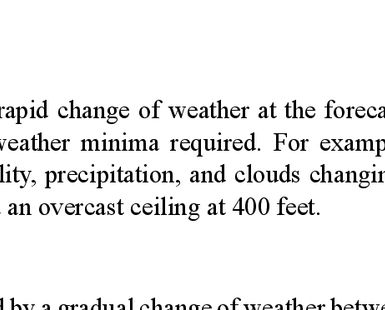 rapid change of weather at the foreca
weather minima required. For examp
lity, precipitation, and clouds changin
an overcast ceiling at 400 feet.
d by a gradual change of weather betwe